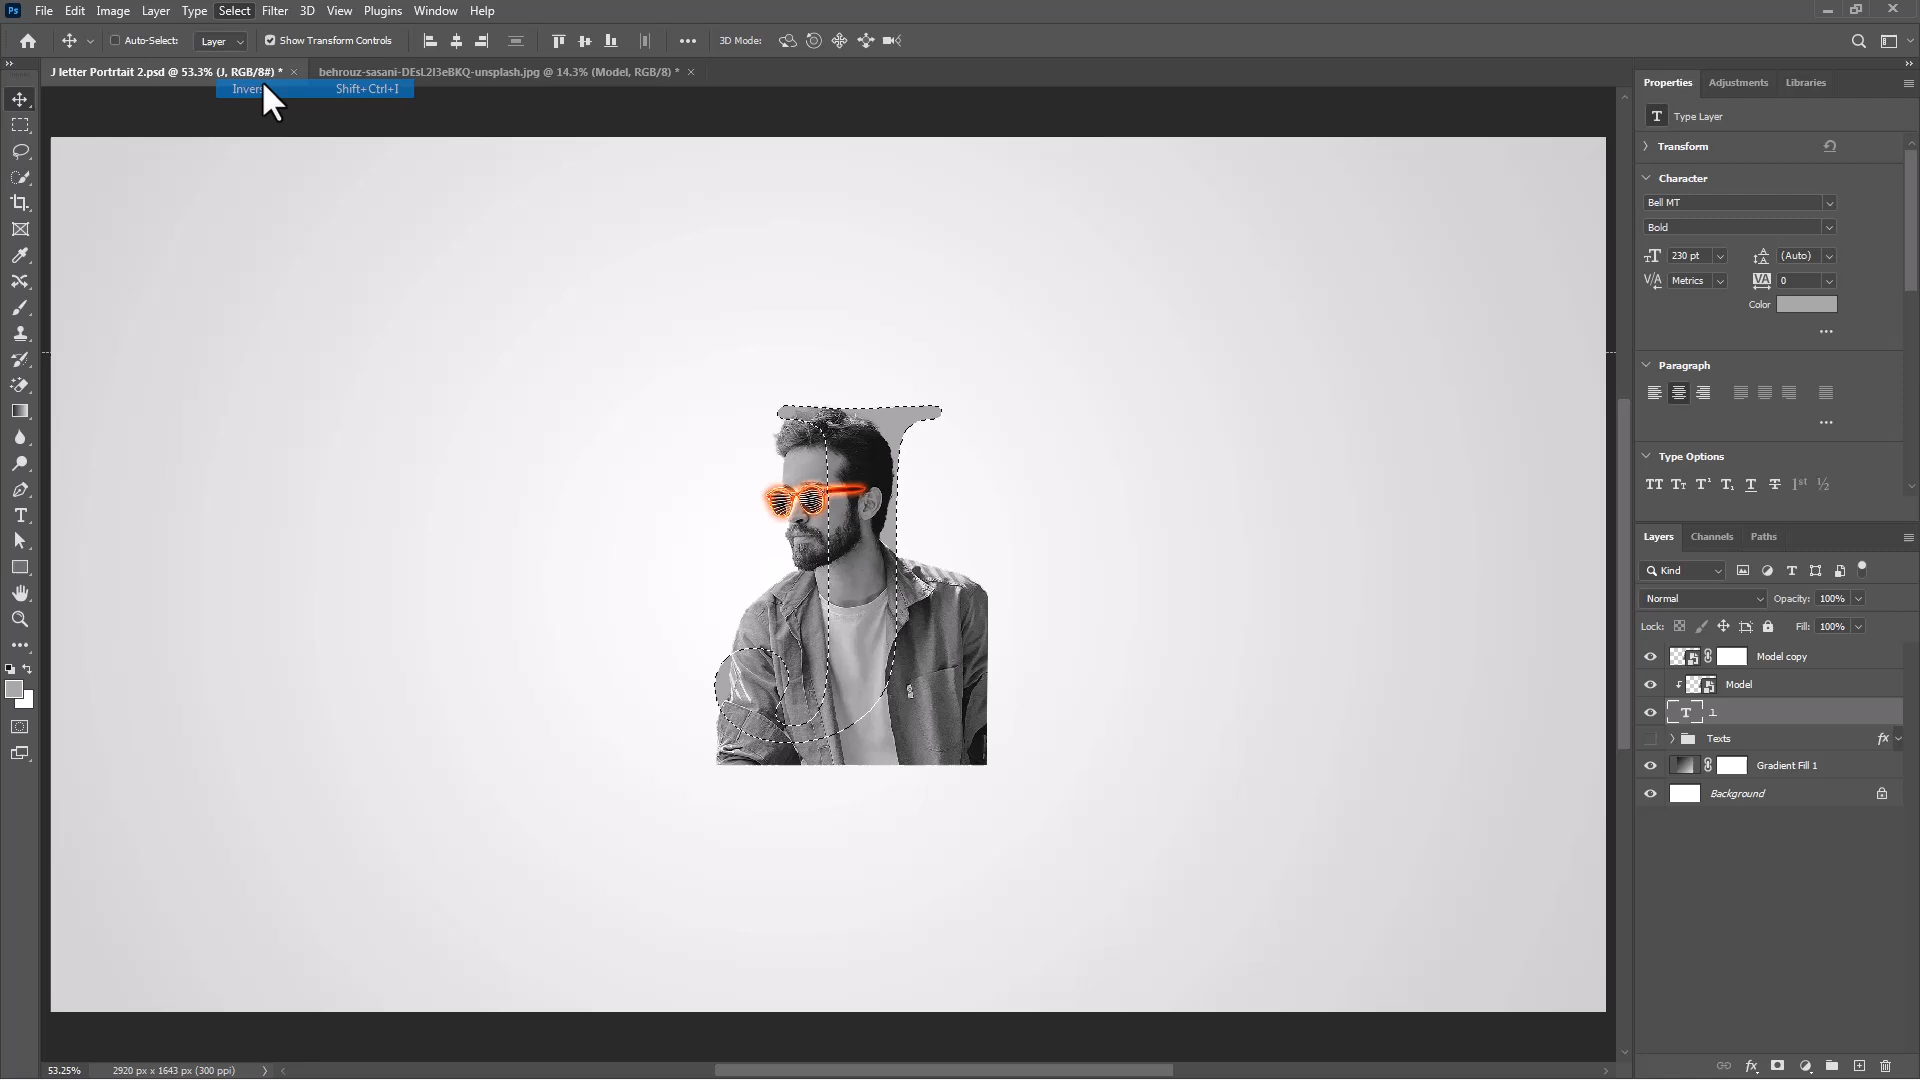 Ps File Edit Image Layer Type Select Filter 3D View Plugins Window Help
Auto-Select: Layer Show Transform Controls 3D Mode:
J letter Portrtait 2.psd @ 53.3% (J, RGB/8#) * behrouz-sasani-DEsL2I3eBKQ-unsplash.jpg @ 14.3% (Model, RGB/8) *
Shift+Ctrl+I
Properties Adjustments Libraries
T Type Layer
Transform
Character
Bell MT
Bold
230 pt (Auto)
Metrics 0
Color
Paragraph
Type Options
TT Tт T¹ T₁ T T 1st ½
Layers Channels Paths
Kind
Normal Opacity: 100%
Lock: Fill: 100%
Model copy
Model
T J
Texts fx
Gradient Fill 1
Background
53.25% 2920 px x 1643 px (300 ppi)
fx